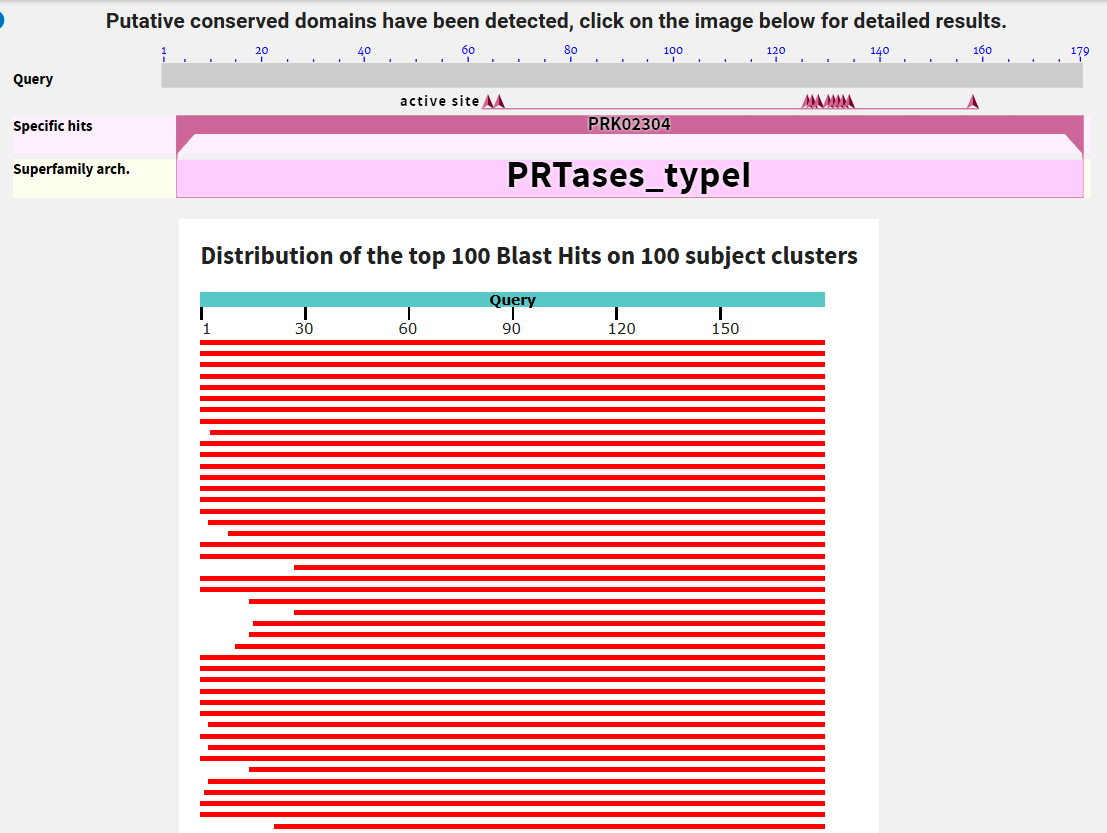 Putative conserved domains have been detected, click on the image below for detailed results.
1 20 40 60 80 100 120 140 160 179
Query
active site
Specific hits PRK02304
Superfamily arch. PRTases_typeI
Distribution of the top 100 Blast Hits on 100 subject clusters
Query
1 30 60 90 120 150